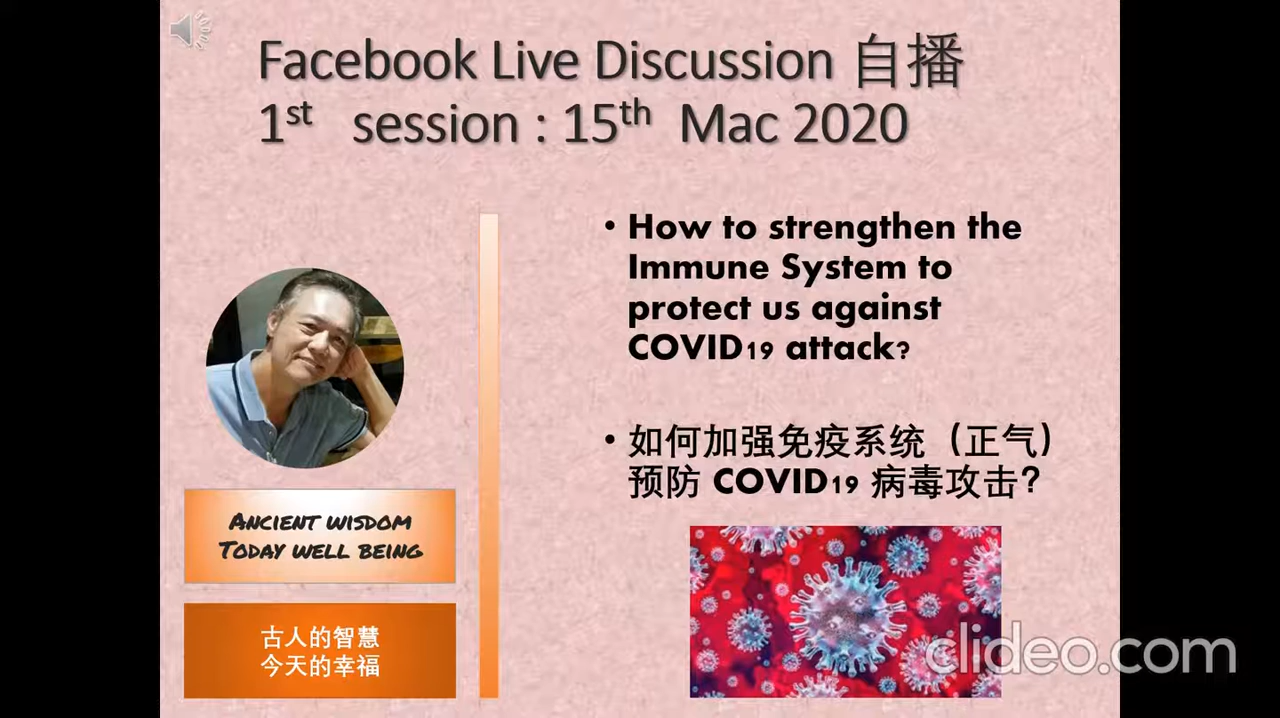 Facebook Live Discussion 自播
1st session : 15th Mac 2020
• How to strengthen the
Immune System to
protect us against
COVID19 attack?
• 如何加强免疫系统（正气）
预防 COVID19 病毒攻击?
Ancient wisdom
Today well being
古人的智慧
今天的幸福
clideo.com